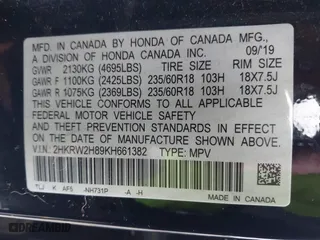 MFD. IN CANADA BY HONDA OF CANADA MFG.,
A DIVISION OF HONDA CANADA INC. 09/19
GVWR 2130KG (4695LBS) TIRE SIZE RIM SIZE
GAWR F 1100KG (2425LBS) 235/60R18 103H 18X7.5J
GAWR R 1075KG (2369LBS) 235/60R18 103H 18X7.5J
THIS VEHICLE CONFORMS TO ALL APPLICABLE
FEDERAL MOTOR VEHICLE SAFETY
STANDARDS IN EFFECT ON THE
DATE OF MANUFACTURE SHOWN ABOVE.
V.I.N.: 2HKRW2H89KH661382 TYPE: MPV
TLJ K AF5 NH731P -A -H
MADE IN CANADA